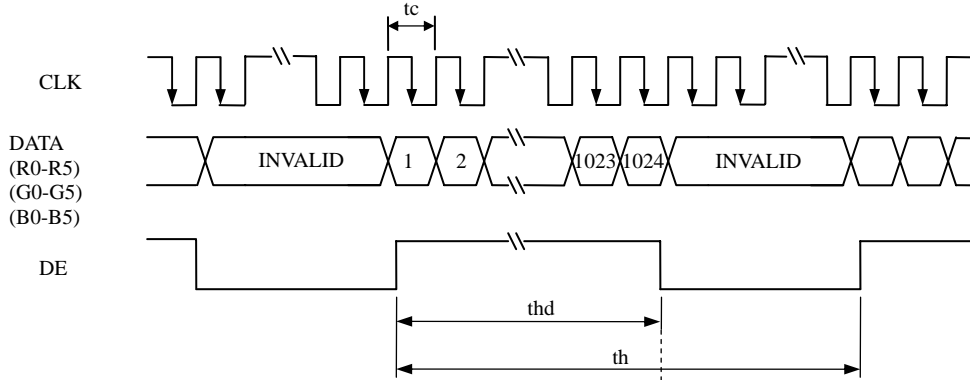 tc
CLK
DATA
(R0-R5)
(G0-G5)
(B0-B5)
INVALID 1 2 1023 1024 INVALID
DE
thd
th